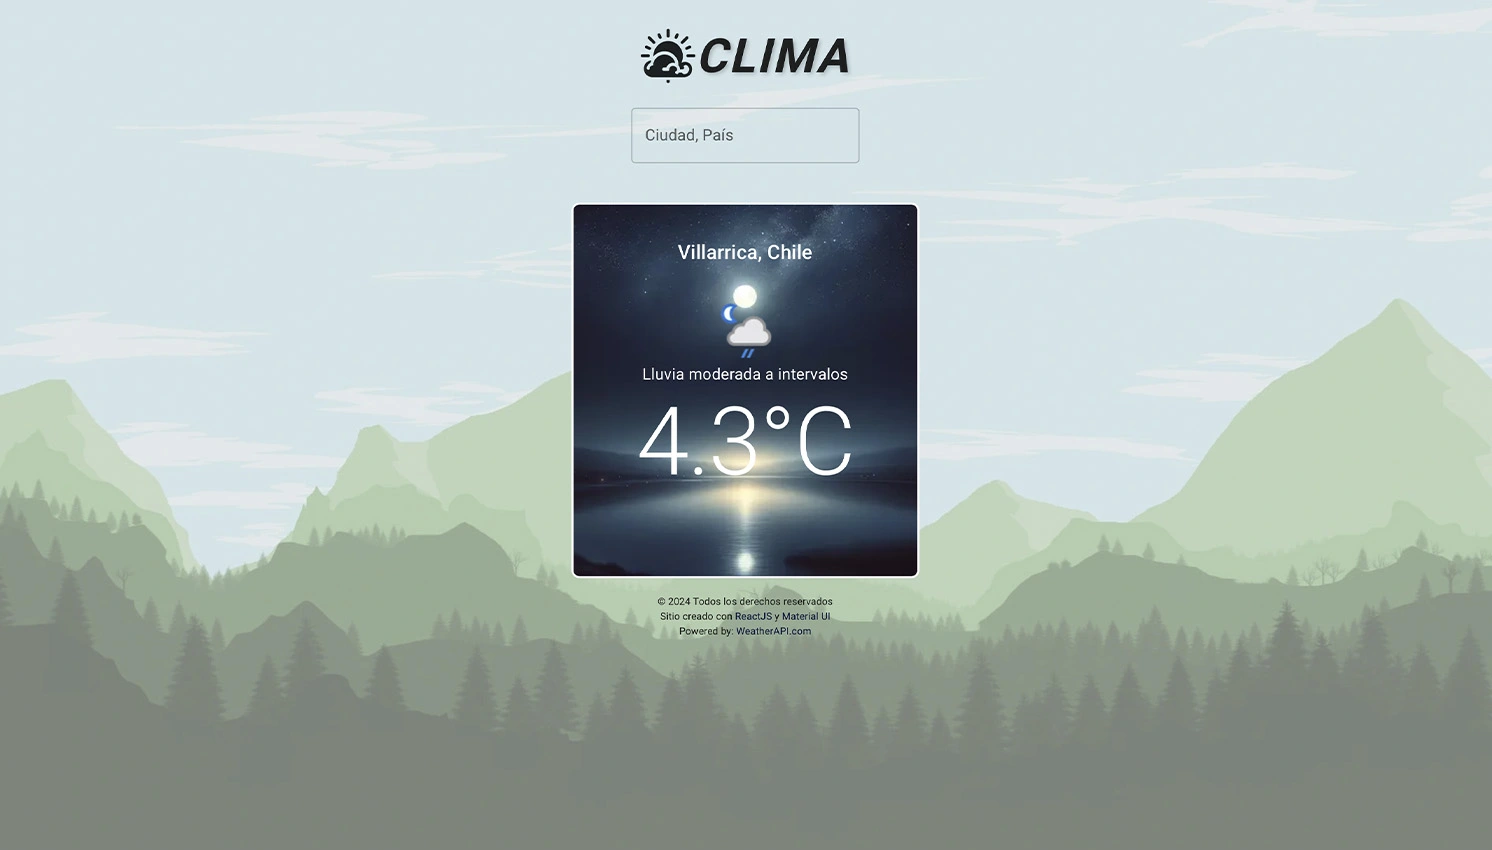 CLIMA
Ciudad, País
Villarrica, Chile
Lluvia moderada a intervalos
4.3°C
© 2024 Todos los derechos reservados
Sitio creado con ReactJS y Material UI
Powered by: WeatherAPI.com